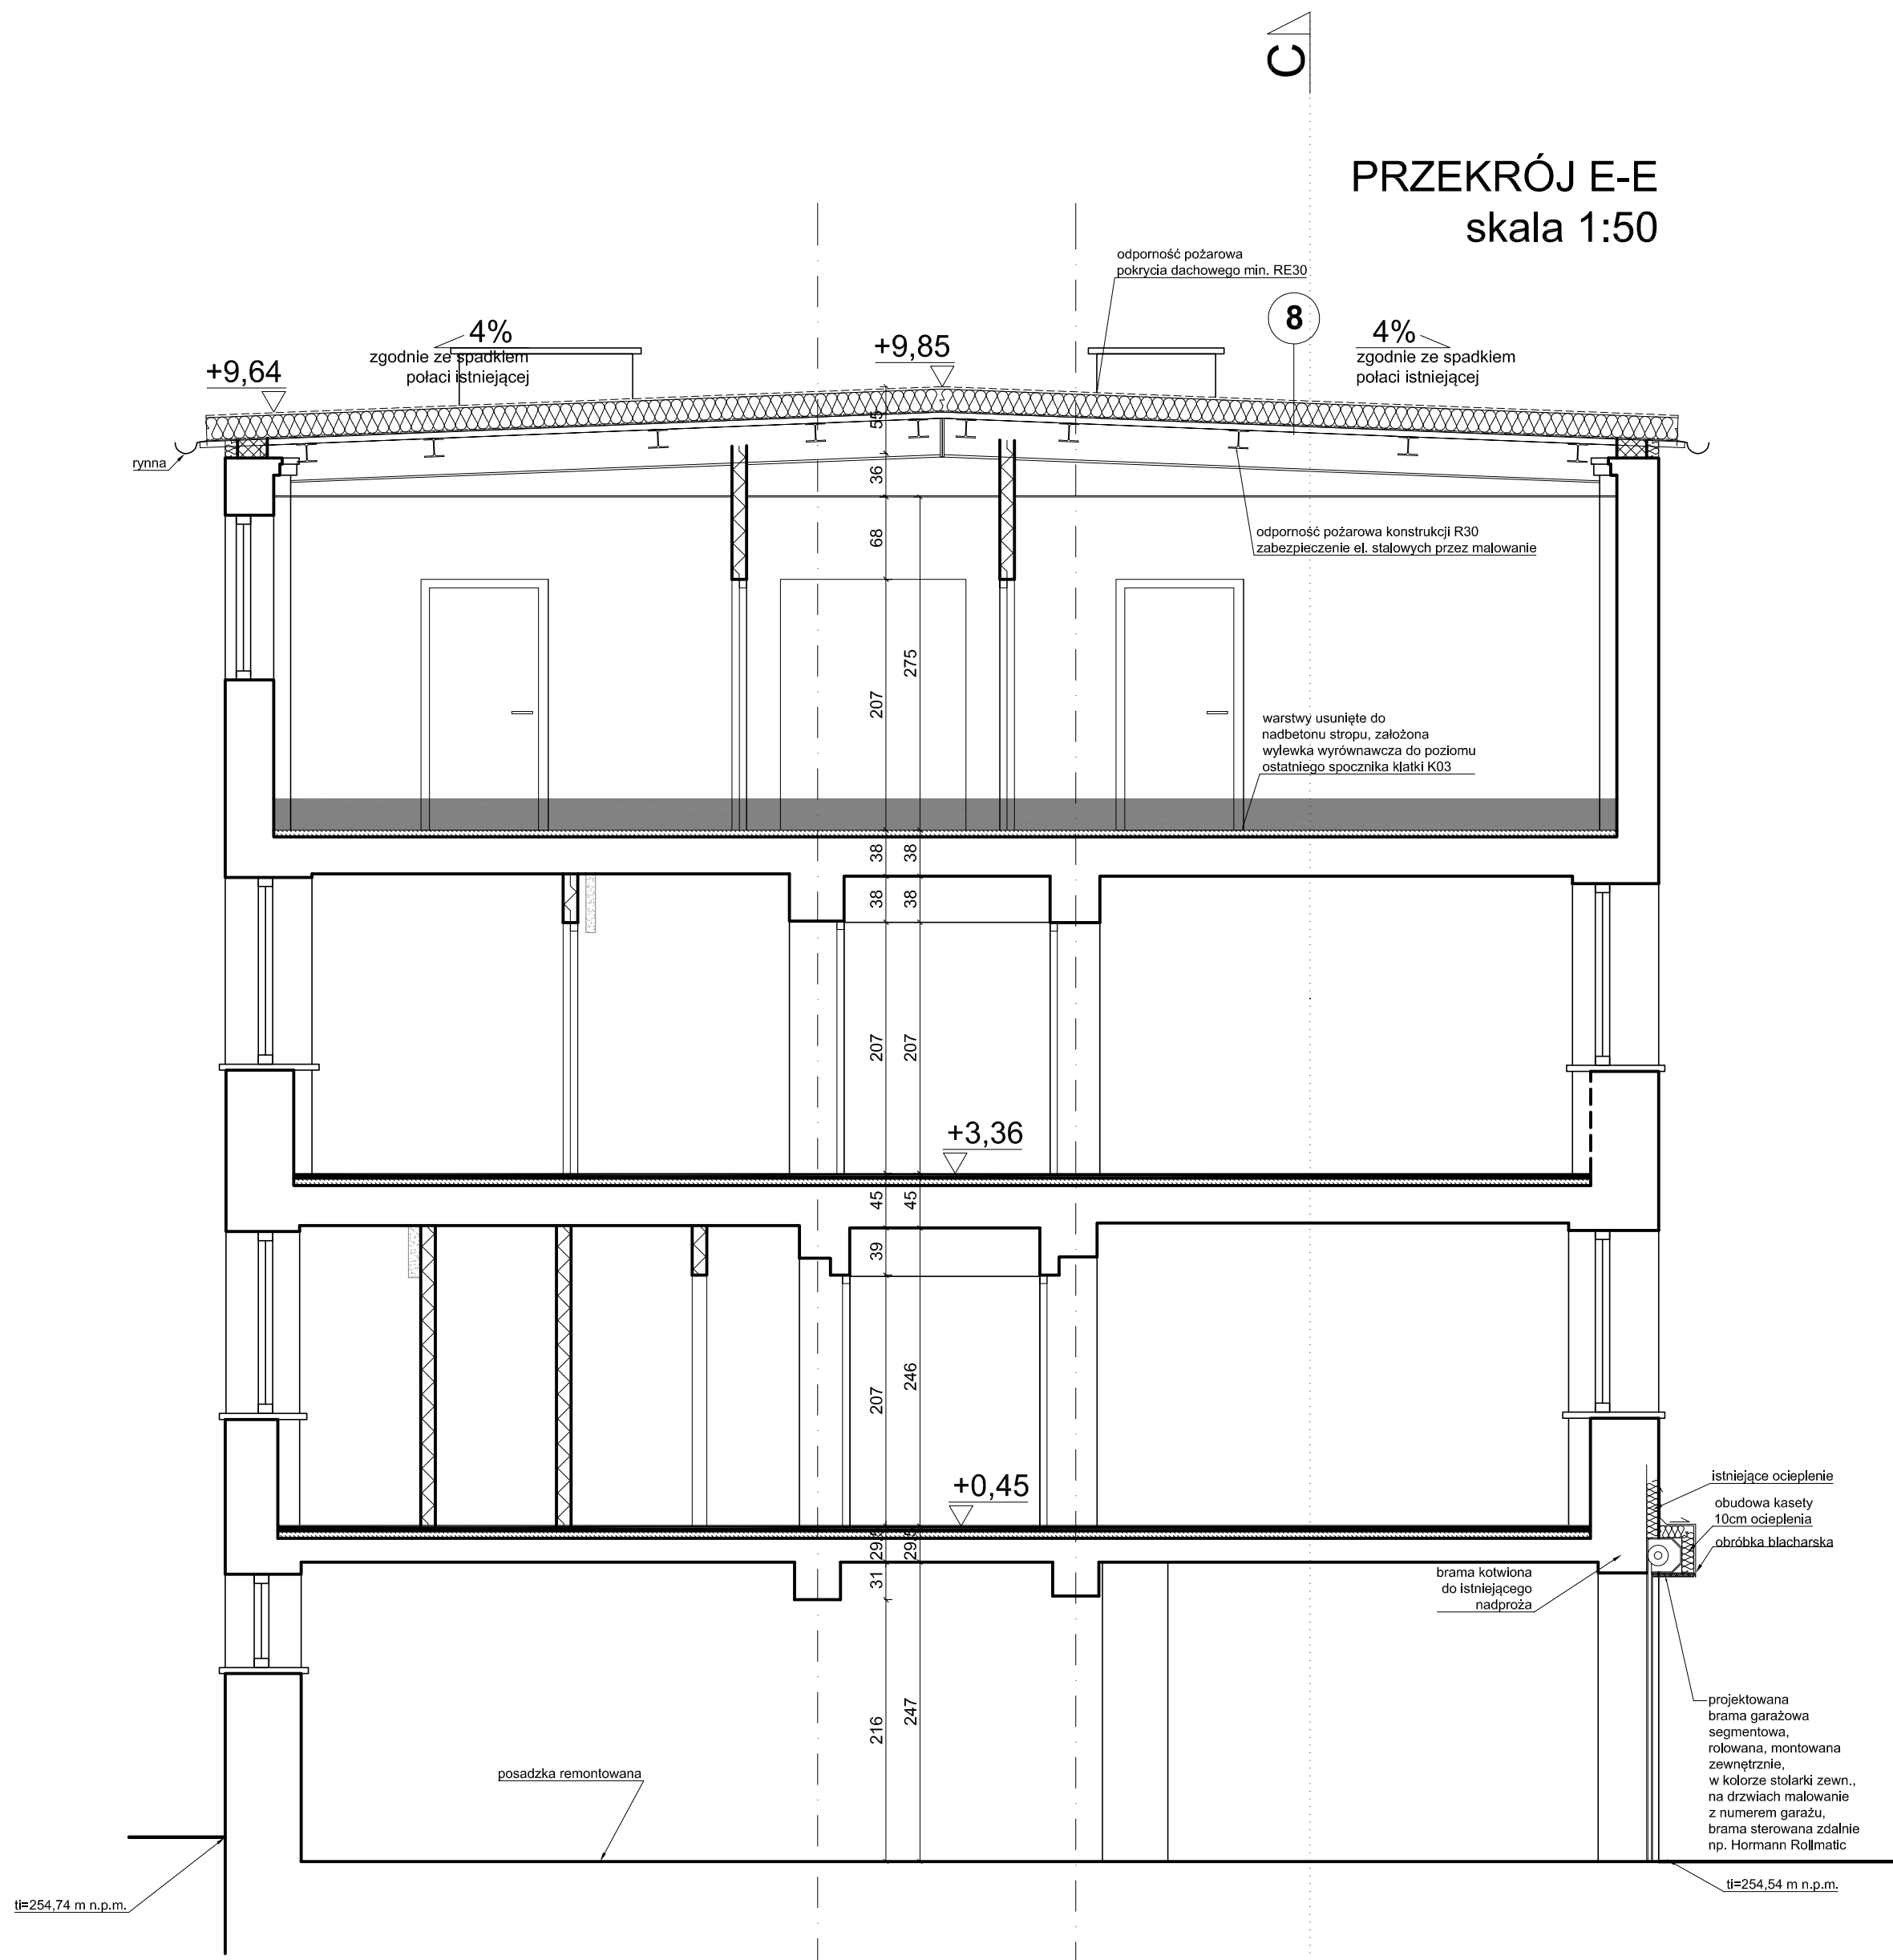 C
PRZEKRÓJ E-E
skala 1:50
odporność pożarowa
pokrycia dachowego min. RE30
8
4%
zgodnie ze spadkiem
połaci istniejącej
+9,64
+9,85
4%
zgodnie ze spadkiem
połaci istniejącej
rynna
55
36
68
odporność pożarowa konstrukcji R30
zabezpieczenie el. stalowych przez malowanie
275
207
warstwy usunięte do
nadbetonu stropu, założona
wylewka wyrównawcza do poziomu
ostatniego spocznika klatki K03
38
38
38
38
207
207
+3,36
45
45
39
246
207
+0,45
29,5
29,5
31
istniejące ocieplenie
obudowa kasety
10cm ocieplenia
obróbka blacharska
brama kotwiona
do istniejącego
nadproża
216
247
projektowana
brama garażowa
segmentowa,
rolowana, montowana
zewnętrznie,
w kolorze stolarki zewn.,
na drzwiach malowanie
z numerem garażu,
brama sterowana zdalnie
np. Hormann Rollmatic
posadzka remontowana
ti=254,74 m n.p.m.
ti=254,54 m n.p.m.